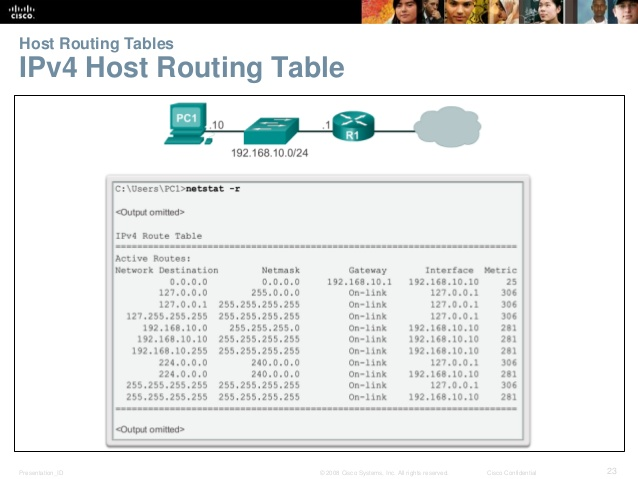 CISCO.
Host Routing Tables
IPv4 Host Routing Table
PC1 .10 .1 R1
192.168.10.0/24
C:\Users\PC1>netstat -r
<Output omitted>
IPv4 Route Table
===========================================================================
Active Routes:
Network Destination Netmask Gateway Interface Metric
0.0.0.0 0.0.0.0 192.168.10.1 192.168.10.10 25
127.0.0.0 255.0.0.0 On-link 127.0.0.1 306
127.0.0.1 255.255.255.255 On-link 127.0.0.1 306
127.255.255.255 255.255.255.255 On-link 127.0.0.1 306
192.168.10.0 255.255.255.0 On-link 192.168.10.10 281
192.168.10.10 255.255.255.255 On-link 192.168.10.10 281
192.168.10.255 255.255.255.255 On-link 192.168.10.10 281
224.0.0.0 240.0.0.0 On-link 127.0.0.1 306
224.0.0.0 240.0.0.0 On-link 192.168.10.10 281
255.255.255.255 255.255.255.255 On-link 127.0.0.1 306
255.255.255.255 255.255.255.255 On-link 192.168.10.10 281
===========================================================================
<Output omitted>
Presentation_ID © 2008 Cisco Systems, Inc. All rights reserved. Cisco Confidential 23